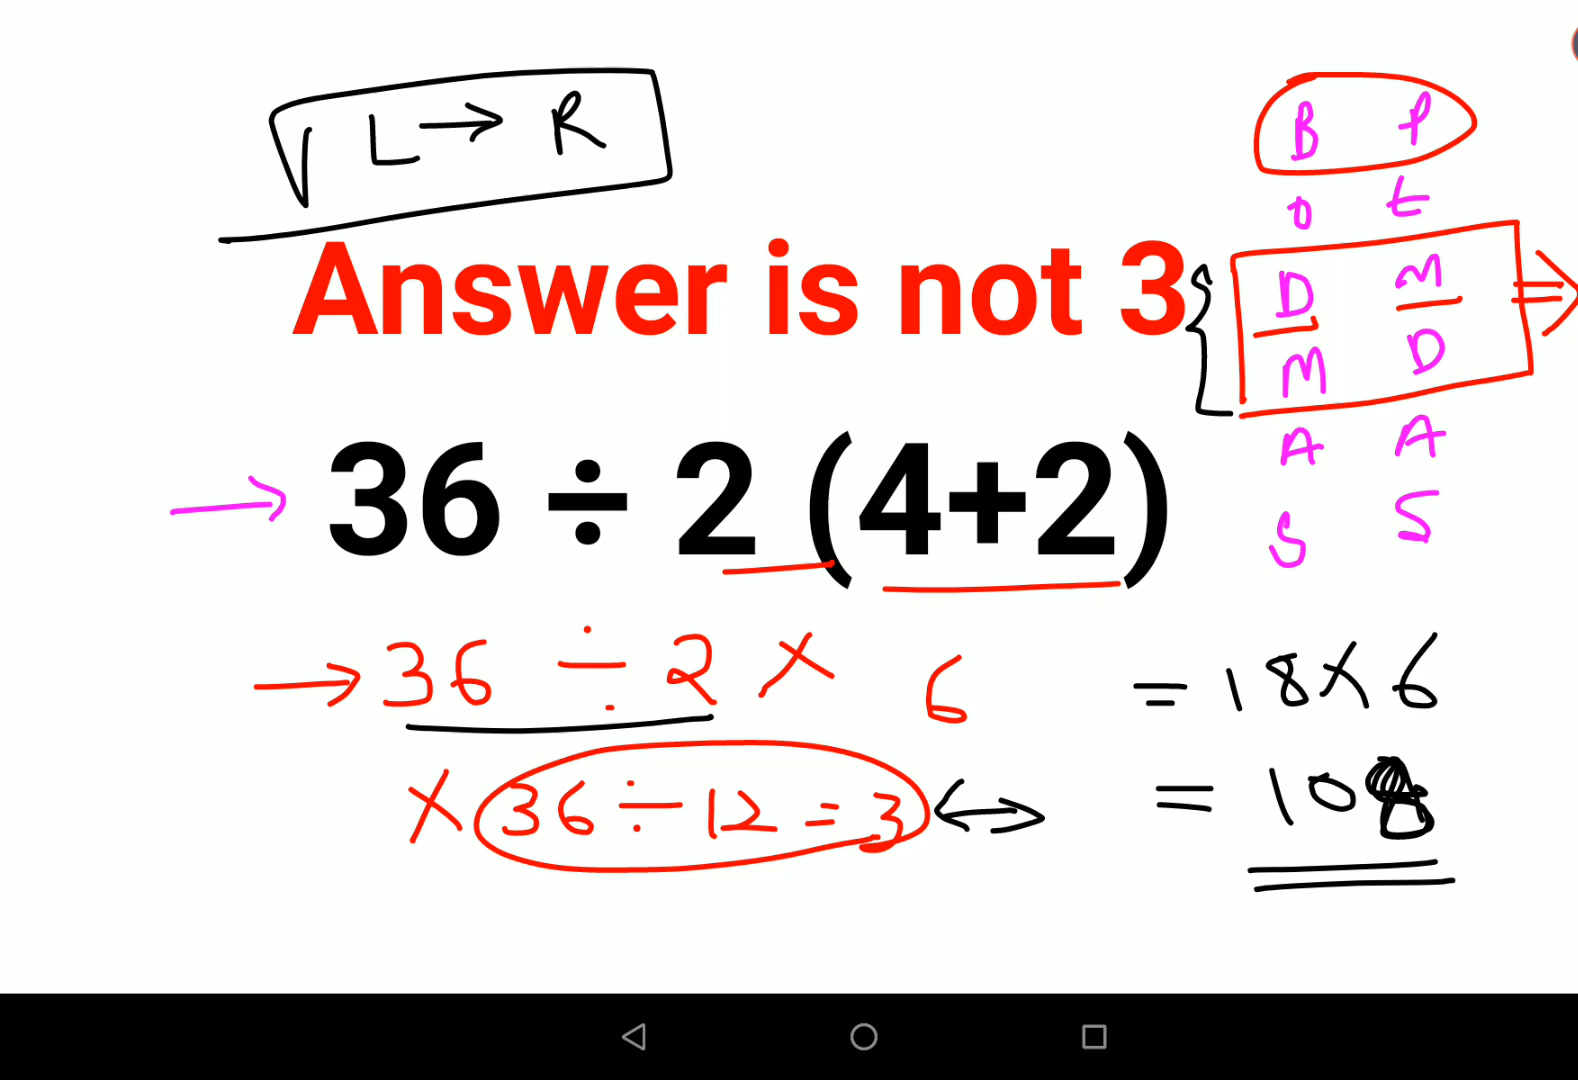 √ L → R
B P
O E
Answer is not 3
D M
M D
A A
S S
→ 36 ÷ 2 (4+2)
→ 36 ÷ 2 × 6 = 18 × 6
× 36 ÷ 12 = 3 ↔ = 108